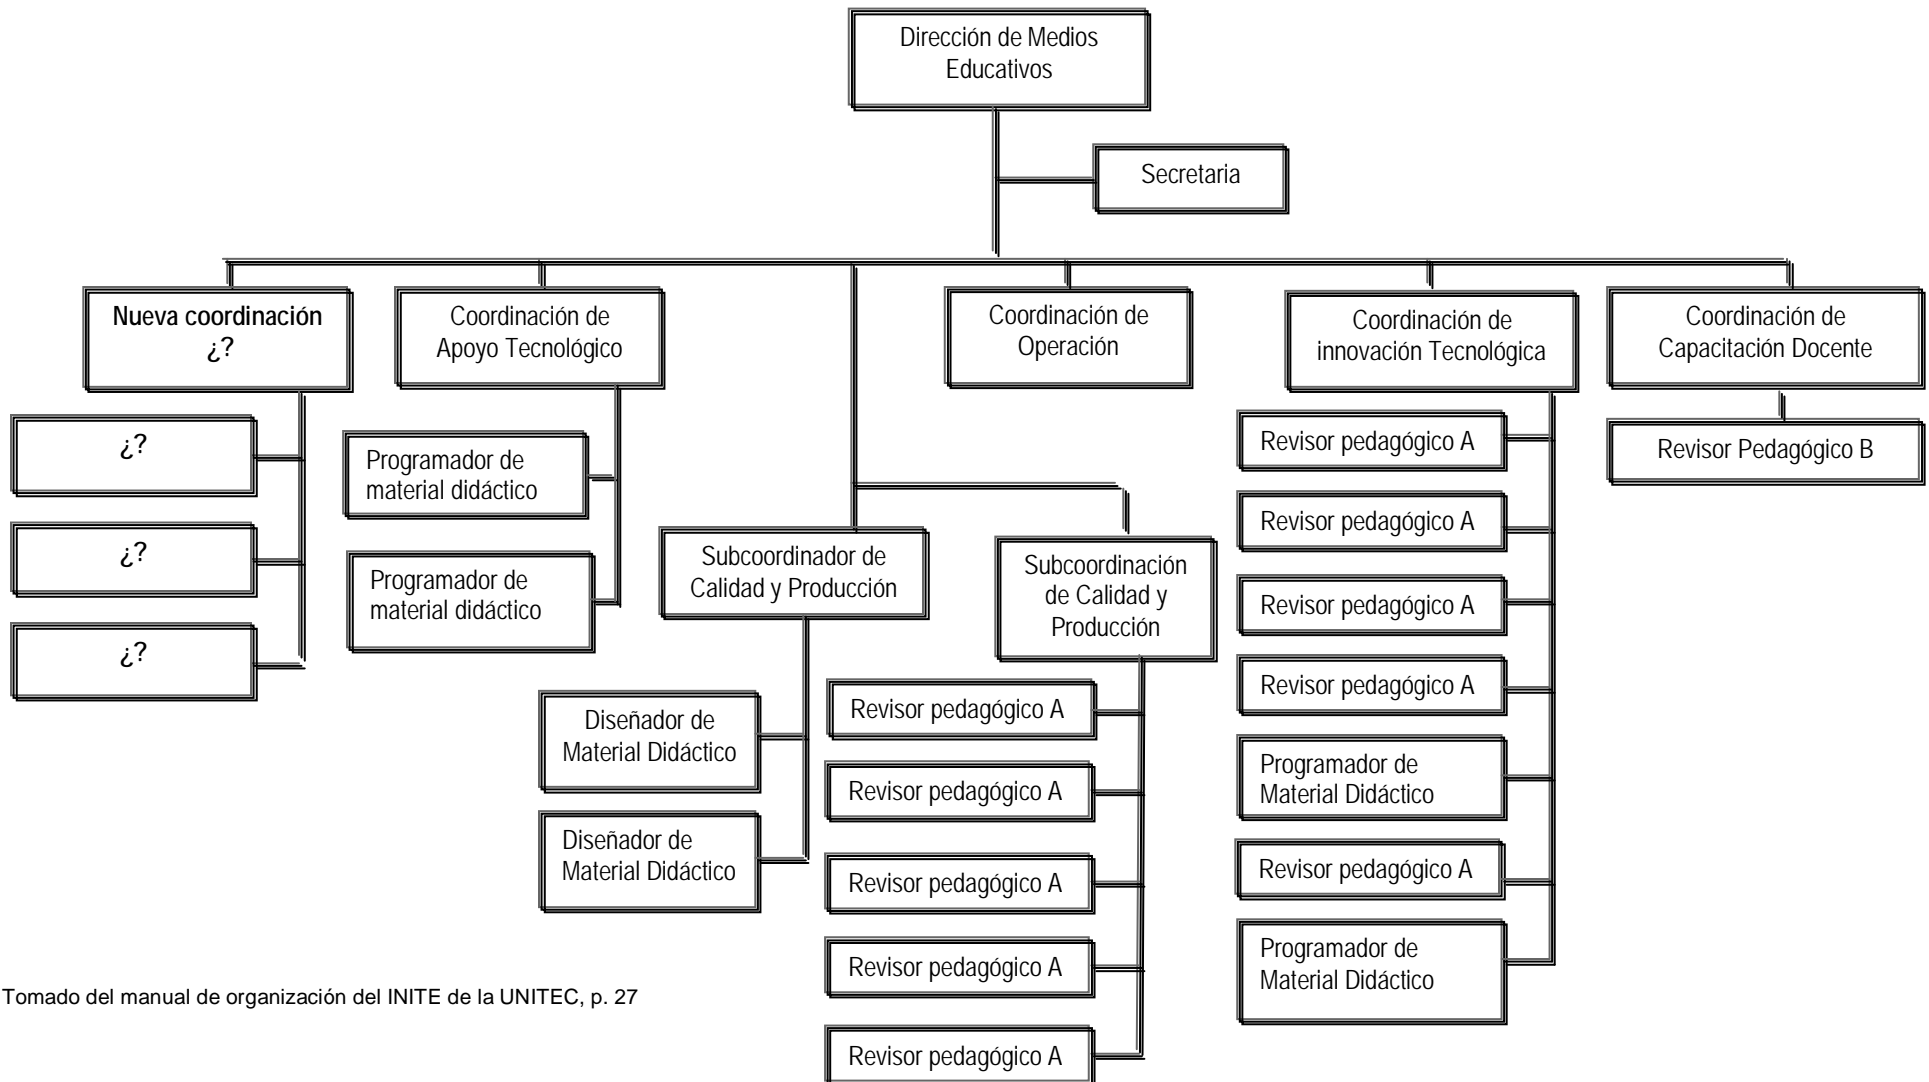 Dirección de Medios
Educativos
Secretaria
Nueva coordinación
¿?
¿?
¿?
¿?
Coordinación de
Apoyo Tecnológico
Programador de
material didáctico
Programador de
material didáctico
Subcoordinador de
Calidad y Producción
Diseñador de
Material Didáctico
Diseñador de
Material Didáctico
Subcoordinación
de Calidad y
Producción
Revisor pedagógico A
Revisor pedagógico A
Revisor pedagógico A
Revisor pedagógico A
Revisor pedagógico A
Coordinación de
Operación
Coordinación de
innovación Tecnológica
Revisor pedagógico A
Revisor pedagógico A
Revisor pedagógico A
Revisor pedagógico A
Programador de
Material Didáctico
Revisor pedagógico A
Programador de
Material Didáctico
Coordinación de
Capacitación Docente
Revisor Pedagógico B
Tomado del manual de organización del INITE de la UNITEC, p. 27